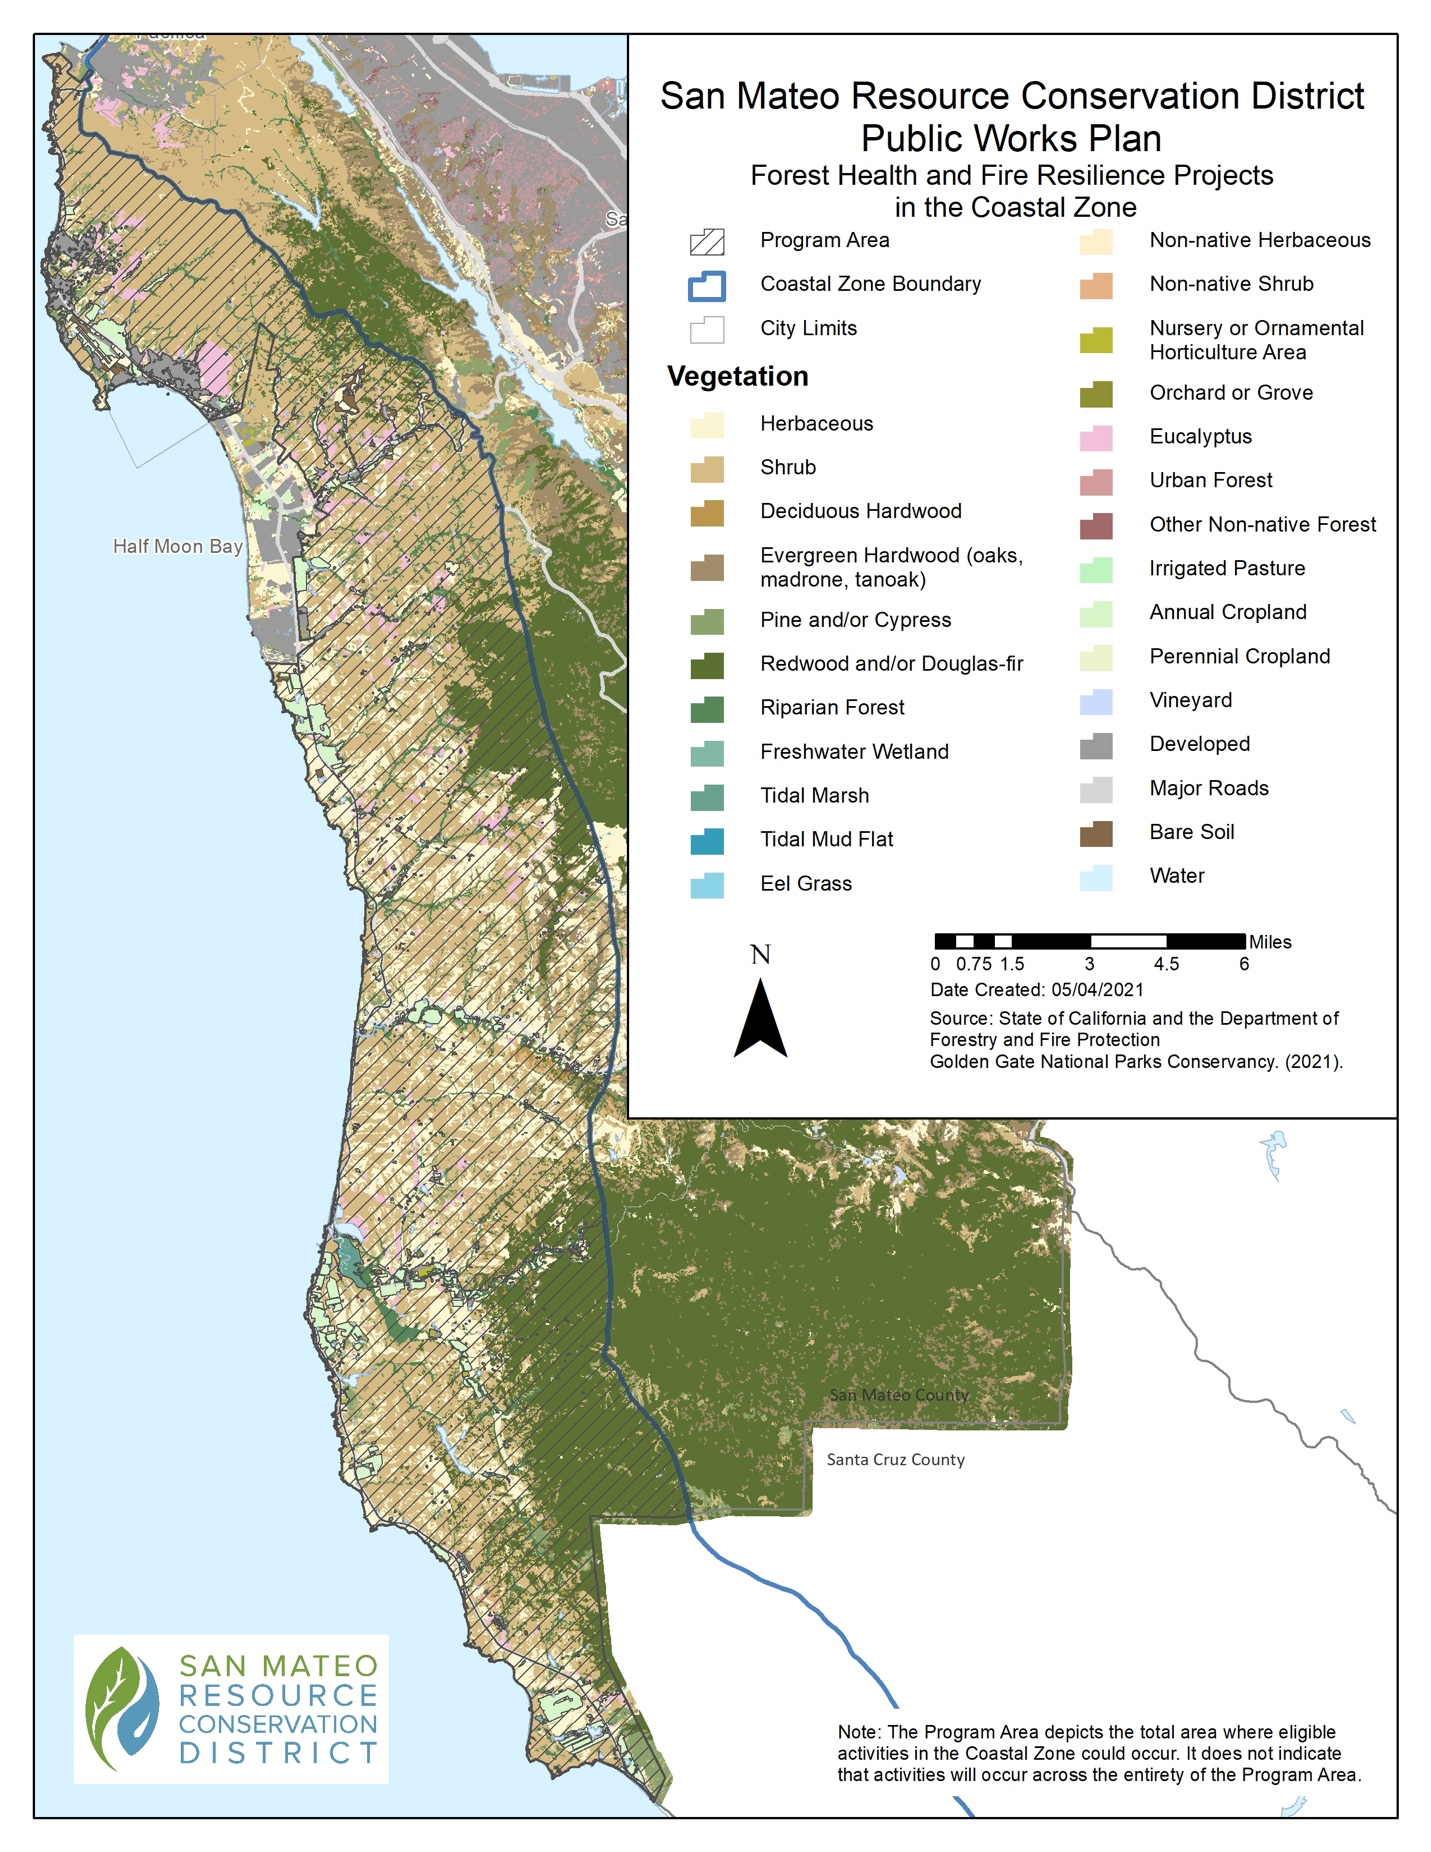 San Mateo Resource Conservation District
Public Works Plan
Forest Health and Fire Resilience Projects
in the Coastal Zone
Program Area
Coastal Zone Boundary
City Limits
Vegetation
Herbaceous
Shrub
Deciduous Hardwood
Evergreen Hardwood (oaks,
madrone, tanoak)
Pine and/or Cypress
Redwood and/or Douglas-fir
Riparian Forest
Freshwater Wetland
Tidal Marsh
Tidal Mud Flat
Eel Grass
Non-native Herbaceous
Non-native Shrub
Nursery or Ornamental
Horticulture Area
Orchard or Grove
Eucalyptus
Urban Forest
Other Non-native Forest
Irrigated Pasture
Annual Cropland
Perennial Cropland
Vineyard
Developed
Major Roads
Bare Soil
Water
N
Miles
0 0.75 1.5 3 4.5 6
Date Created: 05/04/2021
Source: State of California and the Department of
Forestry and Fire Protection
Golden Gate National Parks Conservancy. (2021).
Pacifica
Sa
Half Moon Bay
San Mateo County
Santa Cruz County
SAN MATEO
RESOURCE
CONSERVATION
DISTRICT
Note: The Program Area depicts the total area where eligible
activities in the Coastal Zone could occur. It does not indicate
that activities will occur across the entirety of the Program Area.